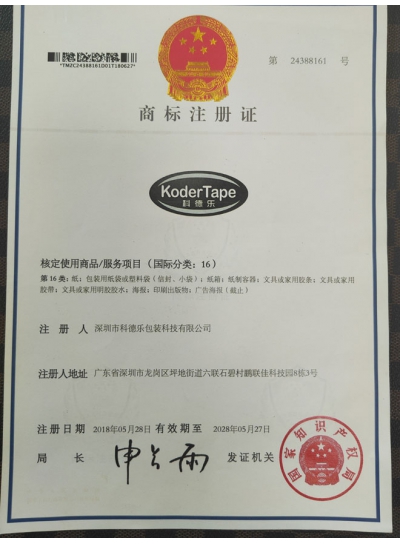 *TMZC24388161D01T180627*
第 24388161 号
商标注册证
KoderTape
科德乐
核定使用商品/服务项目（国际分类：16）
第16类：纸；包装用纸袋或塑料袋（信封、小袋）；纸箱；纸制容器；文具或家用胶条；文具或家用
胶带；文具或家用明胶胶水；海报；印刷出版物；广告海报（截止）
注册人 深圳市科德乐包装科技有限公司
注册人地址 广东省深圳市龙岗区坪地街道六联石碧村鹏联佳科技园8栋3号
注册日期 2018年05月28日 有效期至 2028年05月27日
局长 申长雨 发证机关
国家知识产权局